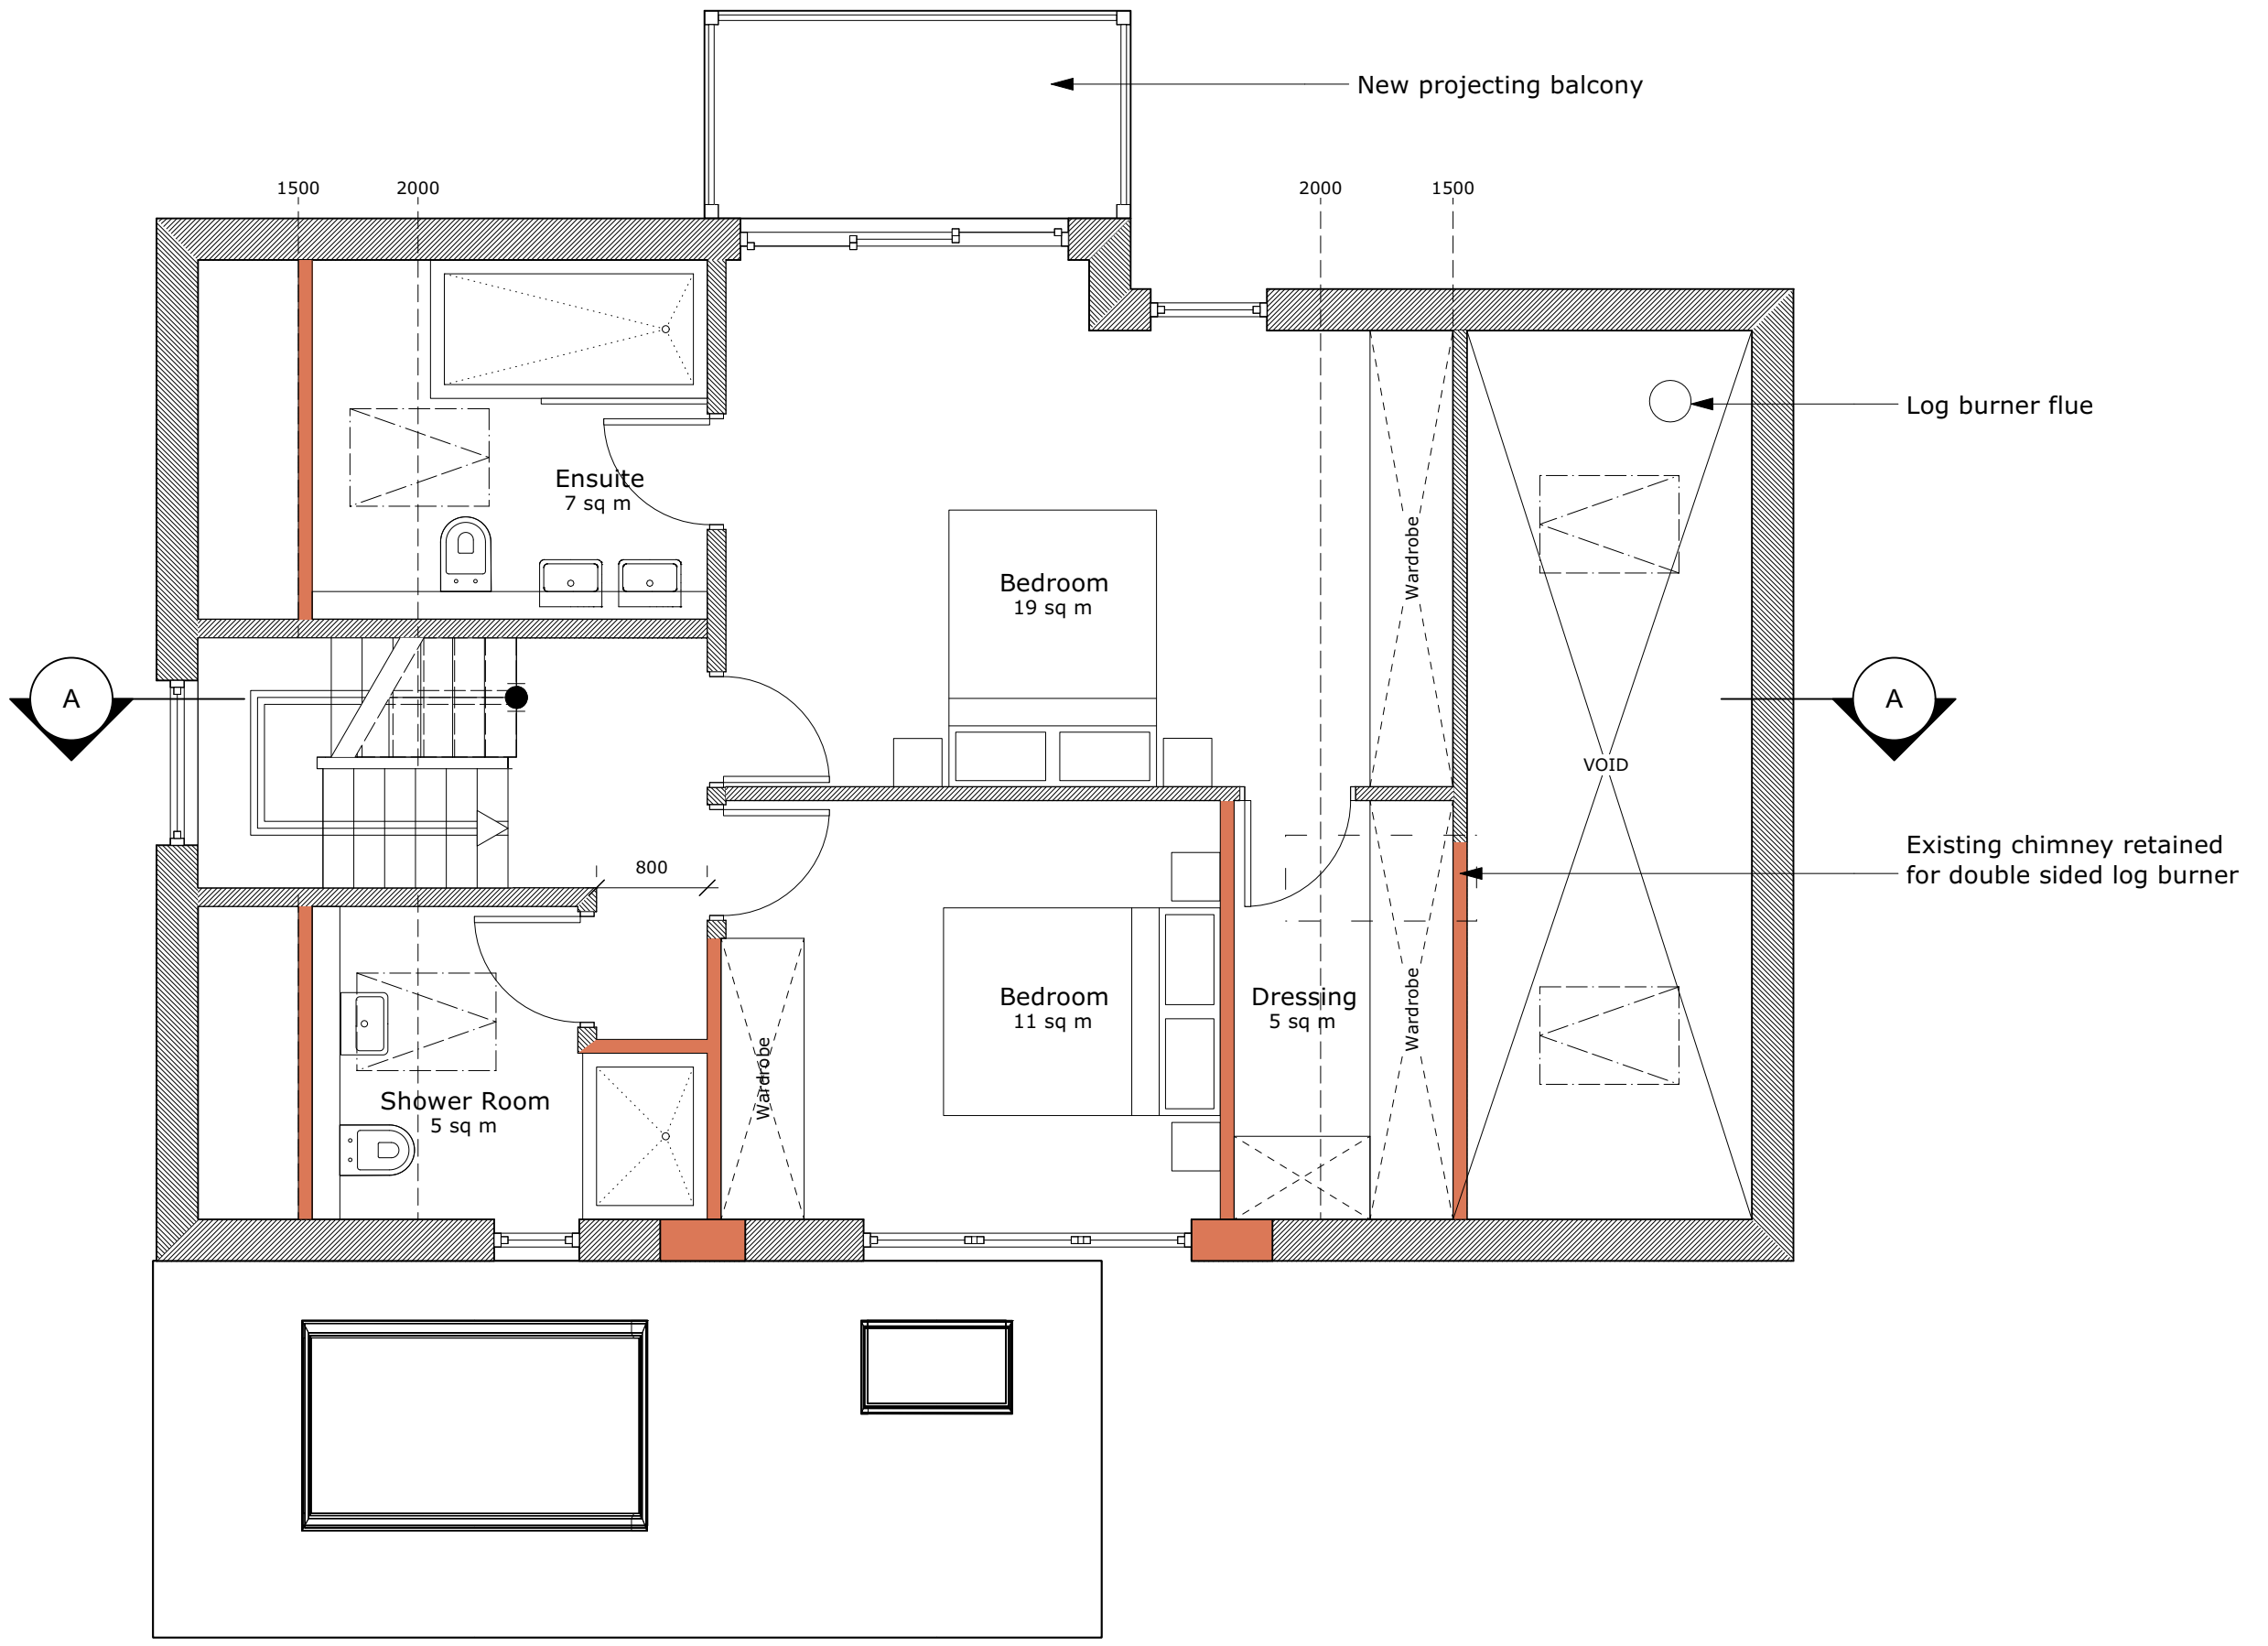 New projecting balcony
1500
2000
2000
1500
Log burner flue
Ensuite
7 sq m
Bedroom
19 sq m
Wardrobe
A
A
VOID
800
Existing chimney retained
for double sided log burner
Bedroom
11 sq m
Dressing
5 sq m
Wardrobe
Wardrobe
Shower Room
5 sq m